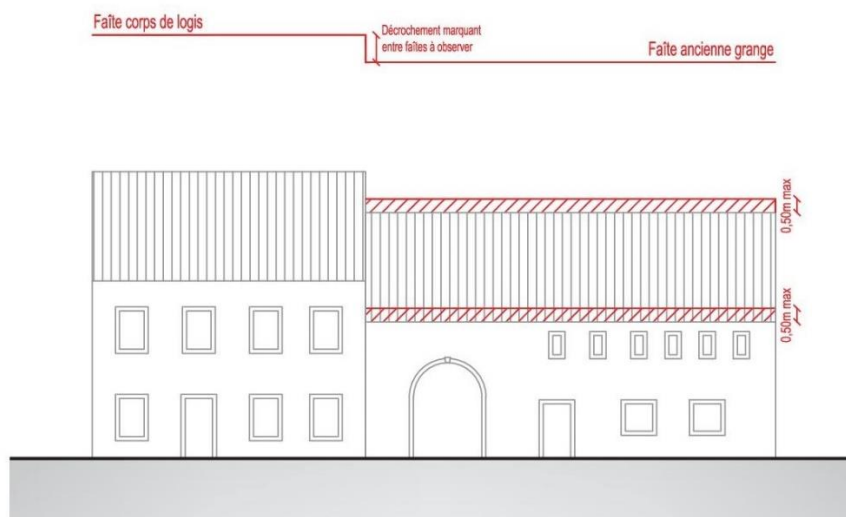 Faîte corps de logis
Décrochement marquant
entre faîtes à observer
Faîte ancienne grange
0,50m max
0,50m max